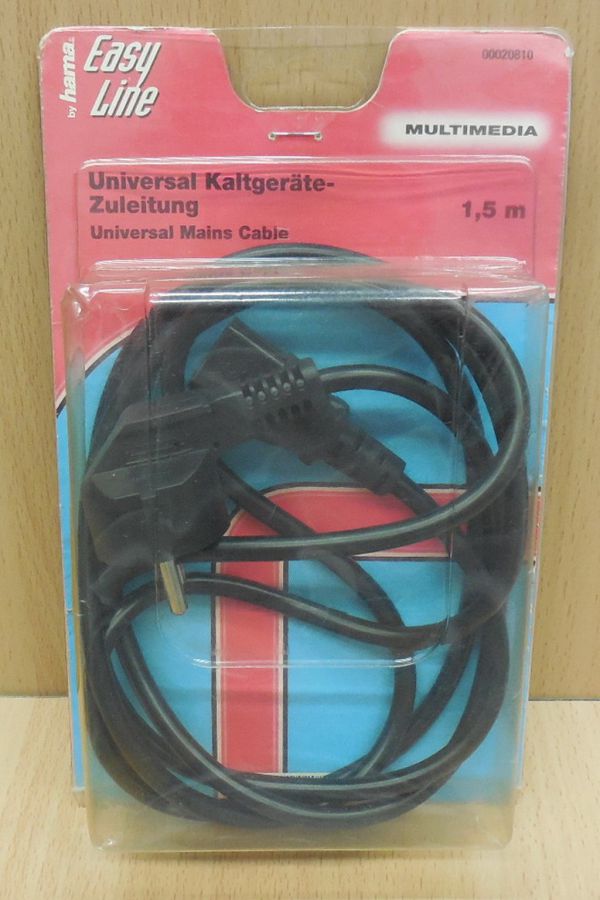 by hama®
Easy
Line
00020810
MULTIMEDIA
Universal Kaltgeräte-
Zuleitung
1,5 m
Universal Mains Cable